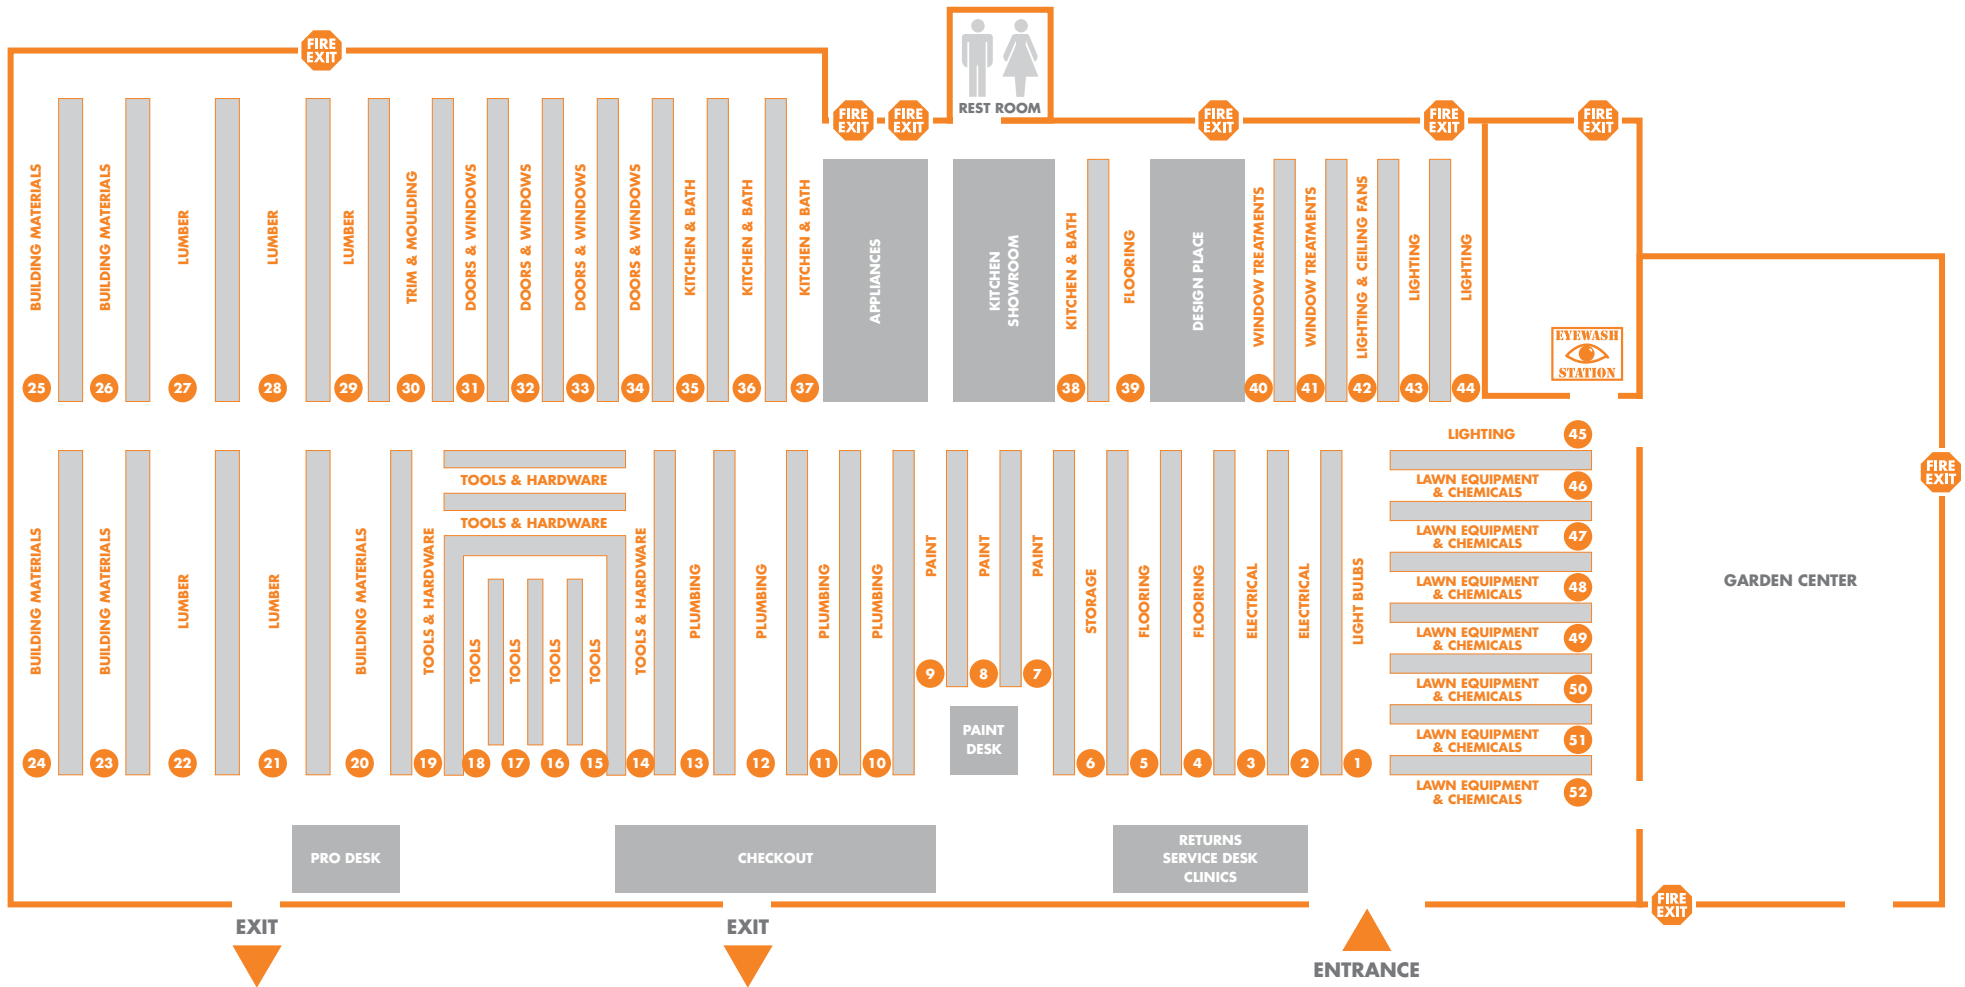 FIRE
EXIT
REST ROOM
FIRE
EXIT
FIRE
EXIT
FIRE
EXIT
FIRE
EXIT
FIRE
EXIT
BUILDING MATERIALS
25
BUILDING MATERIALS
26
LUMBER
27
LUMBER
28
LUMBER
29
TRIM & MOULDING
30
DOORS & WINDOWS
31
DOORS & WINDOWS
32
DOORS & WINDOWS
33
DOORS & WINDOWS
34
KITCHEN & BATH
35
KITCHEN & BATH
36
KITCHEN & BATH
37
APPLIANCES
KITCHEN
SHOWROOM
KITCHEN & BATH
38
FLOORING
39
DESIGN PLACE
WINDOW TREATMENTS
40
WINDOW TREATMENTS
41
LIGHTING & CEILING FANS
42
LIGHTING
43
LIGHTING
44
EYEWASH
STATION
BUILDING MATERIALS
24
BUILDING MATERIALS
23
LUMBER
22
LUMBER
21
BUILDING MATERIALS
20
TOOLS & HARDWARE
19
TOOLS & HARDWARE
TOOLS & HARDWARE
TOOLS
18
TOOLS
17
TOOLS
16
TOOLS
15
TOOLS & HARDWARE
14
PLUMBING
13
PLUMBING
12
PLUMBING
11
PLUMBING
10
PAINT
9
PAINT
8
PAINT
7
PAINT
DESK
STORAGE
6
FLOORING
5
FLOORING
4
ELECTRICAL
3
ELECTRICAL
2
LIGHT BULBS
1
LIGHTING 45
LAWN EQUIPMENT
& CHEMICALS
46
LAWN EQUIPMENT
& CHEMICALS
47
LAWN EQUIPMENT
& CHEMICALS
48
LAWN EQUIPMENT
& CHEMICALS
49
LAWN EQUIPMENT
& CHEMICALS
50
LAWN EQUIPMENT
& CHEMICALS
51
LAWN EQUIPMENT
& CHEMICALS
52
GARDEN CENTER
FIRE
EXIT
PRO DESK
CHECKOUT
RETURNS
SERVICE DESK
CLINICS
FIRE
EXIT
EXIT
EXIT
ENTRANCE